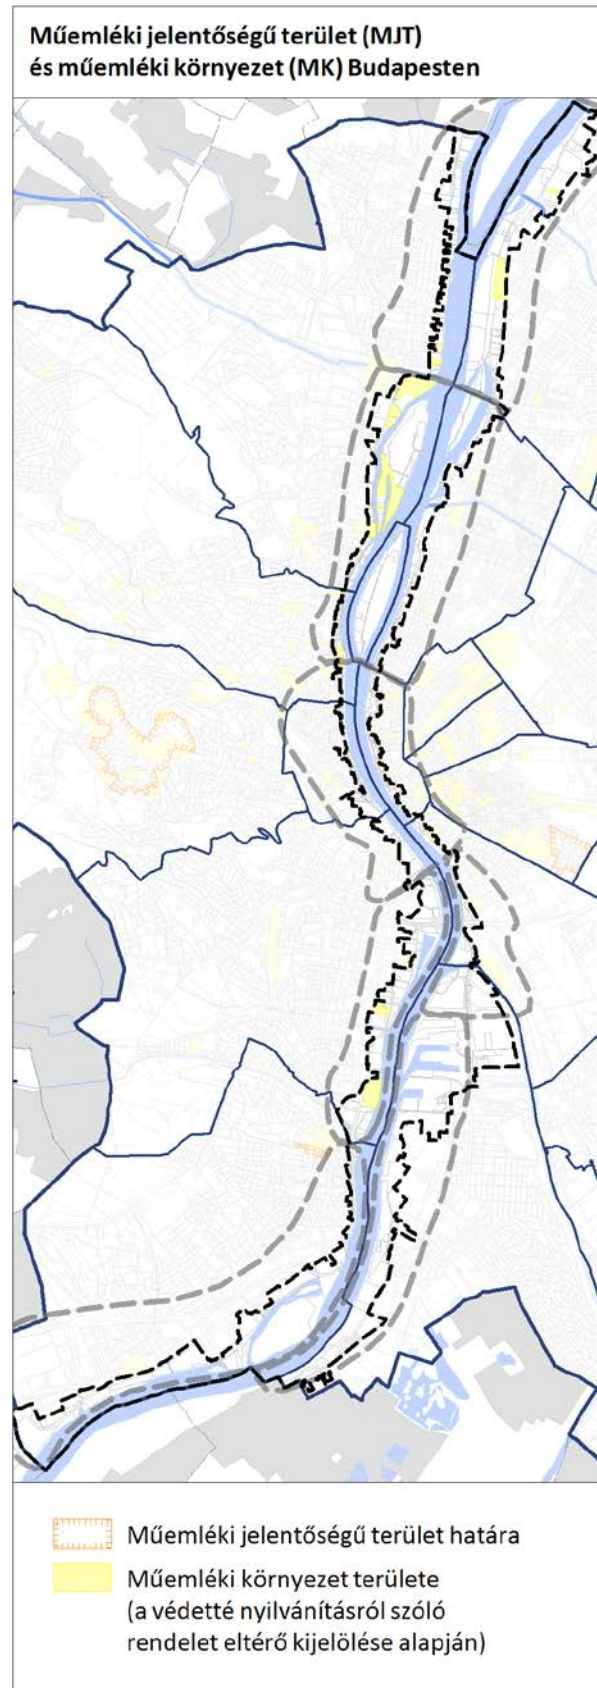 Műemléki jelentőségű terület (MJT)
és műemléki környezet (MK) Budapesten
Műemléki jelentőségű terület határa
Műemléki környezet területe
(a védetté nyilvánításról szóló
rendelet eltérő kijelölése alapján)